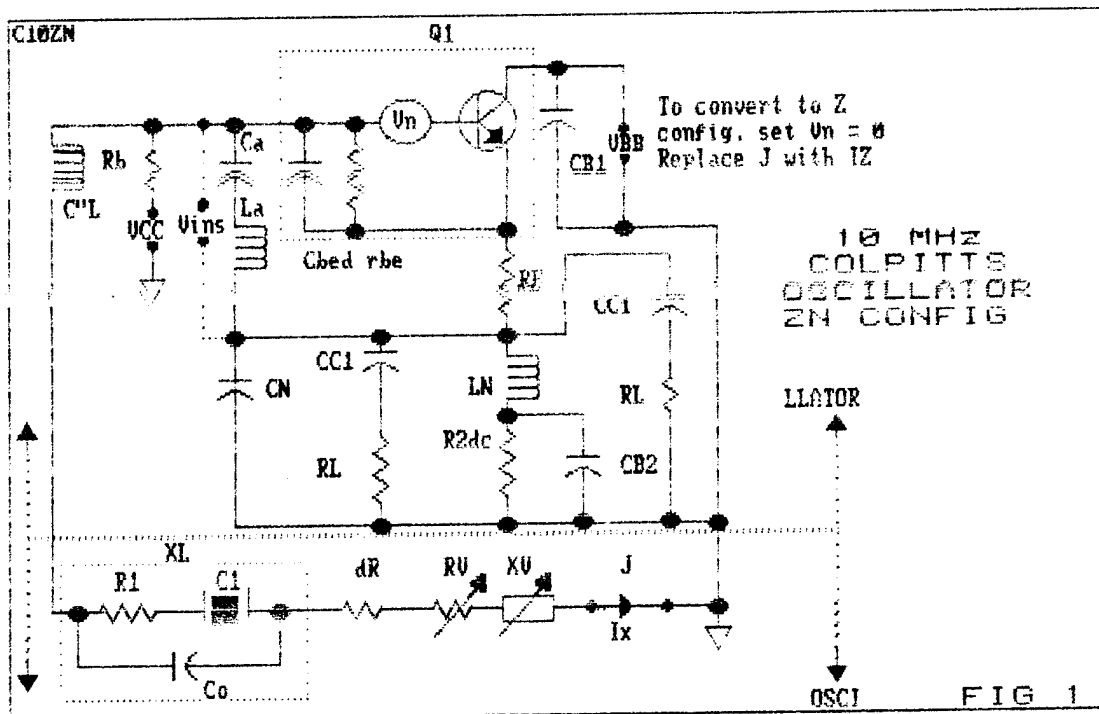 C10ZN
Q1
Vn
To convert to Z
config. set Vn = 0
Replace J with IZ
VBB
CB1
Rb
Ca
C"L
VCC
Vins
La
Cbed rbe
10 MHz
COLPITTS
OSCILLATOR
ZN CONFIG
CC1
CC1
CN
LN
RL
LLATOR
R2dc
RL
CB2
XL
R1
C1
dR
RV
XV
J
Ix
Co
OSCI
FIG 1